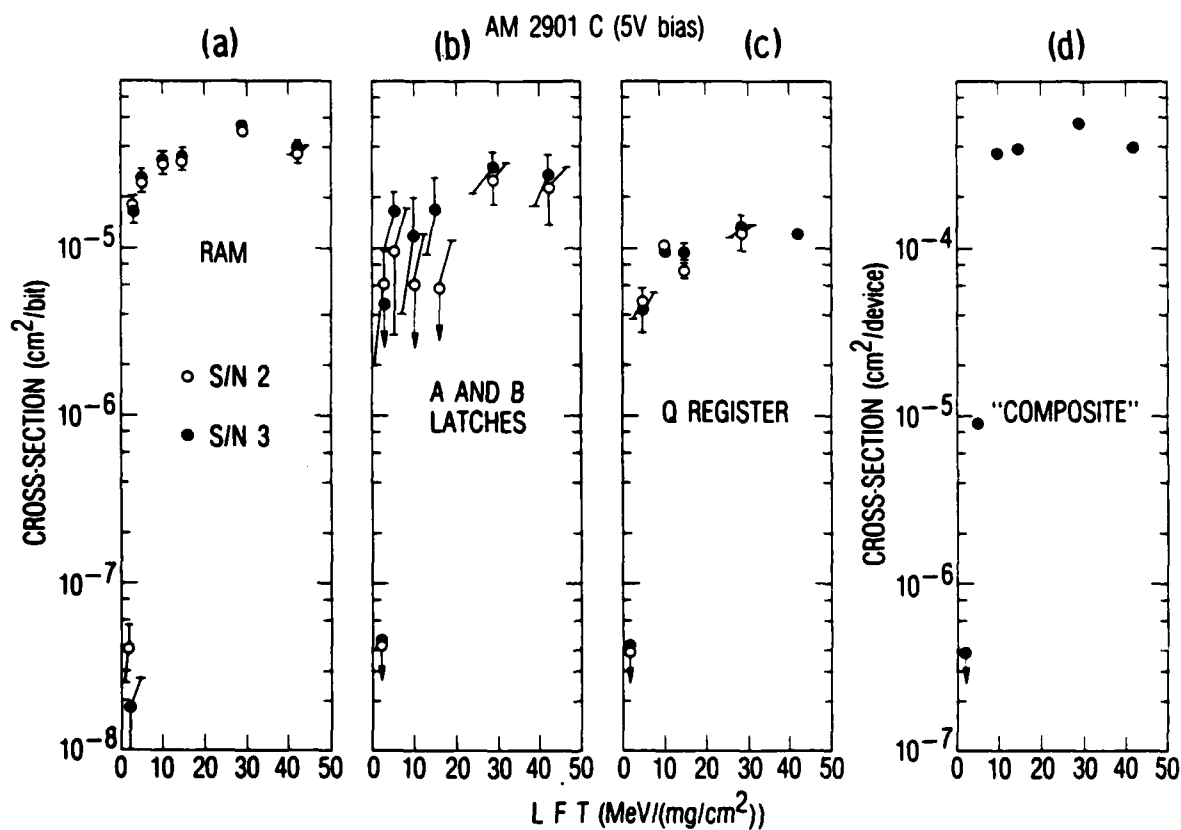 AM 2901 C (5V bias)
(a) (b) (c) (d)
CROSS-SECTION (cm²/bit)
10⁻⁵
10⁻⁶
10⁻⁷
10⁻⁸
RAM
○ S/N 2
● S/N 3
A AND B
LATCHES
Q REGISTER
CROSS-SECTION (cm²/device)
10⁻⁴
10⁻⁵
10⁻⁶
10⁻⁷
"COMPOSITE"
0 10 20 30 40 50
0 10 20 30 40 50
0 10 20 30 40 50
0 10 20 30 40 50
L F T (MeV/(mg/cm²))